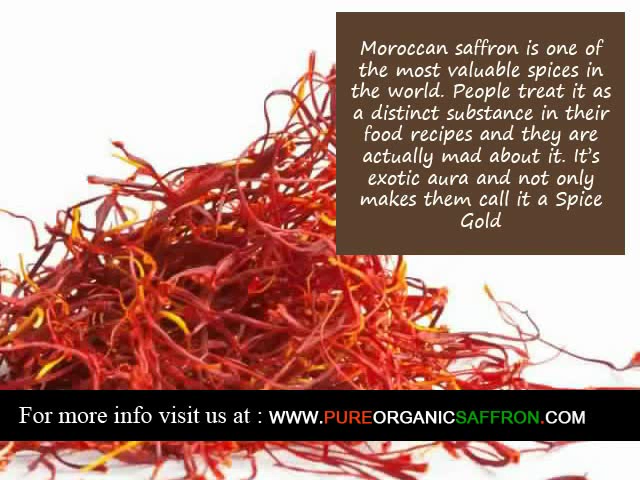 Moroccan saffron is one of
the most valuable spices in
the world. People treat it as
a distinct substance in their
food recipes and they are
actually mad about it. It’s
exotic aura and not only
makes them call it a Spice
Gold
For more info visit us at : WWW.PUREORGANICSAFFRON.COM